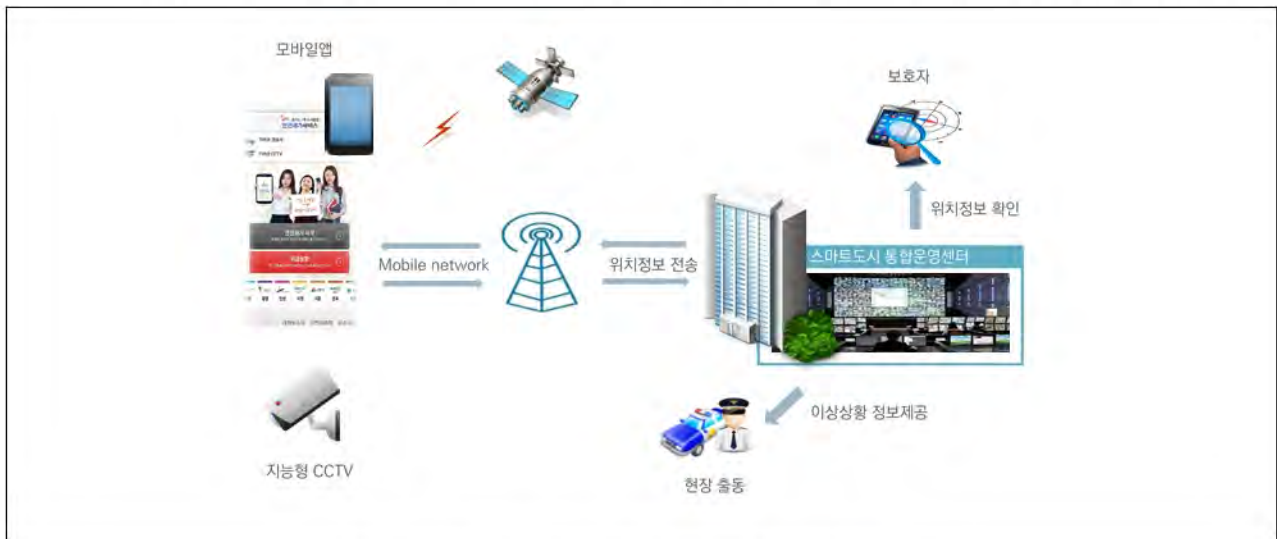 모바일앱
보호자
위치정보 확인
Mobile network
위치정보 전송
스마트도시 통합운영센터
이상상황 정보제공
지능형 CCTV
현장 출동